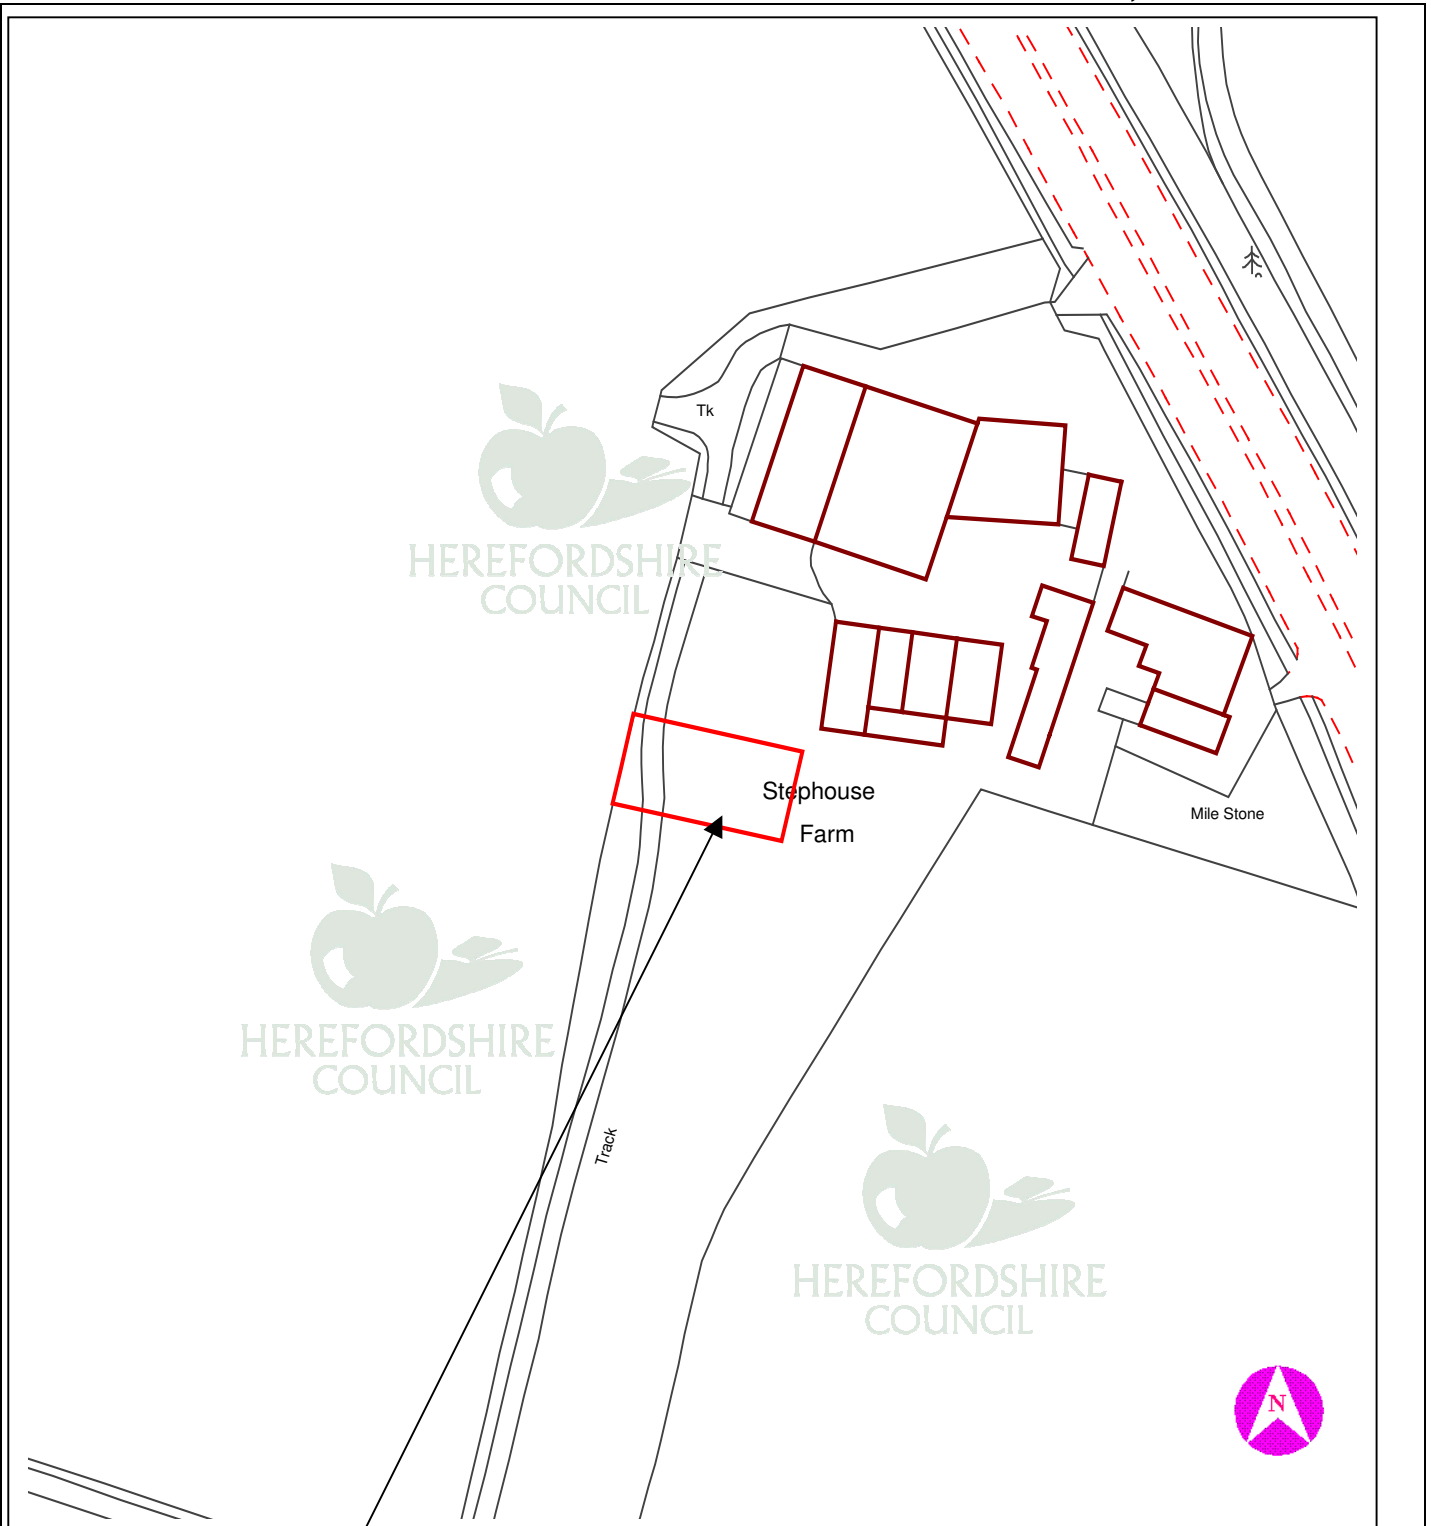 Tk
HEREFORDSHIRE
COUNCIL
Stephouse
Farm
Mile Stone
HEREFORDSHIRE
COUNCIL
Track
HEREFORDSHIRE
COUNCIL
N